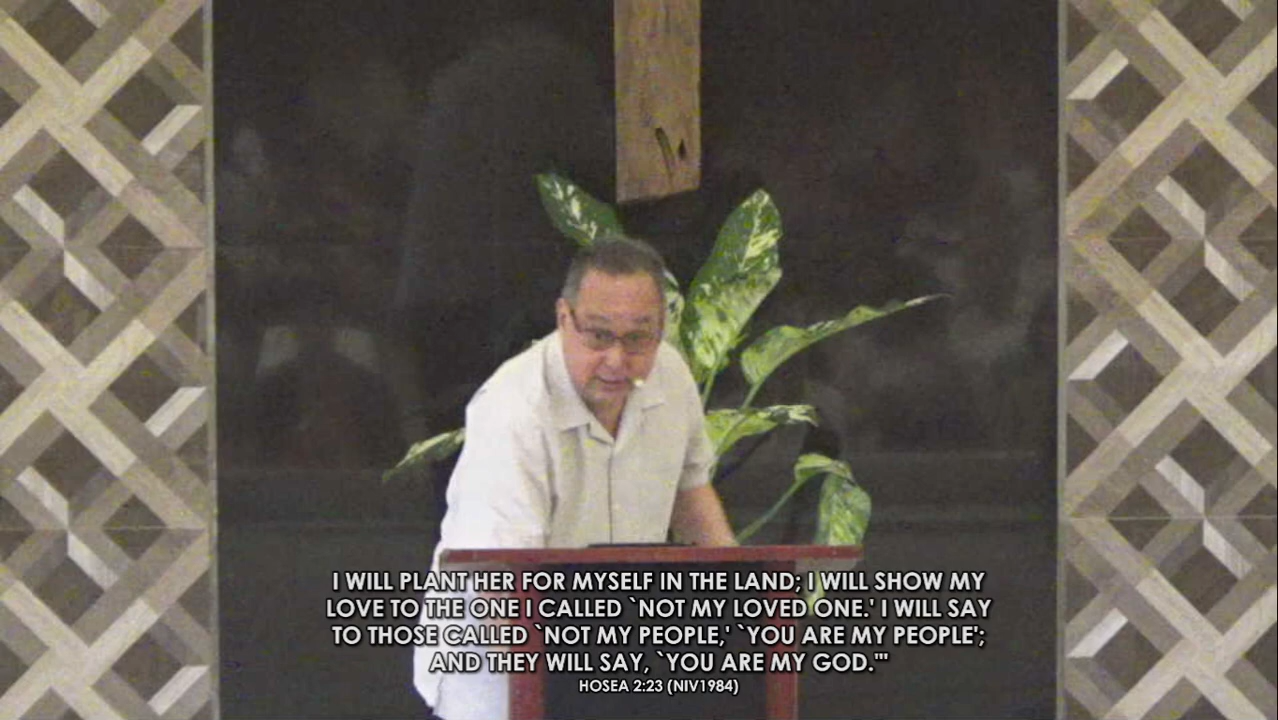 I WILL PLANT HER FOR MYSELF IN THE LAND; I WILL SHOW MY
LOVE TO THE ONE I CALLED `NOT MY LOVED ONE.' I WILL SAY
TO THOSE CALLED `NOT MY PEOPLE,' `YOU ARE MY PEOPLE';
AND THEY WILL SAY, `YOU ARE MY GOD.'"
HOSEA 2:23 (NIV1984)